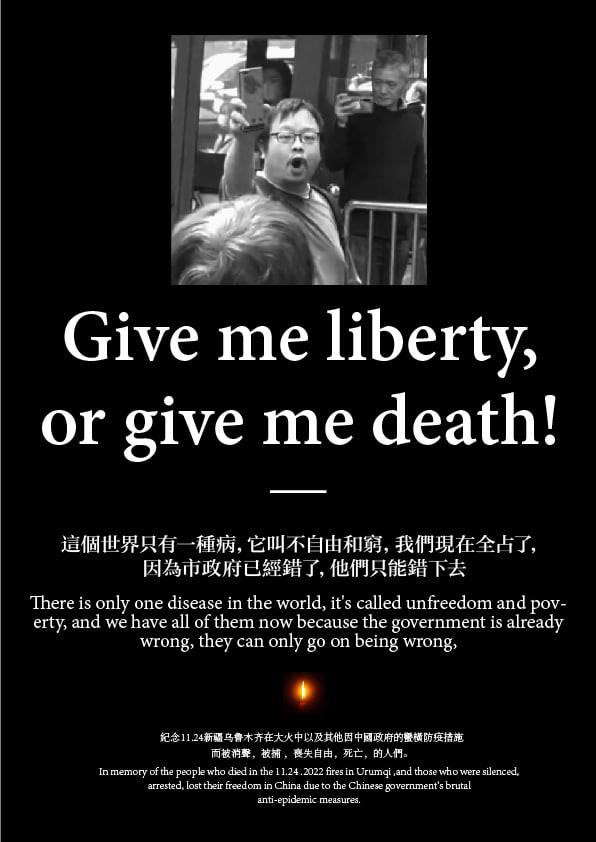 Give me liberty,
or give me death!
這個世界只有一種病, 它叫不自由和窮, 我們現在全占了,
因為市政府已經錯了, 他們只能錯下去
There is only one disease in the world, it's called unfreedom and pov-
erty, and we have all of them now because the government is already
wrong, they can only go on being wrong,
紀念11.24新疆乌魯木齐在大火中以及其他因中國政府的蠻橫防疫措施
而被消聲，被捕，喪失自由，死亡，的人們。
In memory of the people who died in the 11.24 .2022 fires in Urumqi ,and those who were silenced,
arrested, lost their freedom in China due to the Chinese government's brutal
anti-epidemic measures.